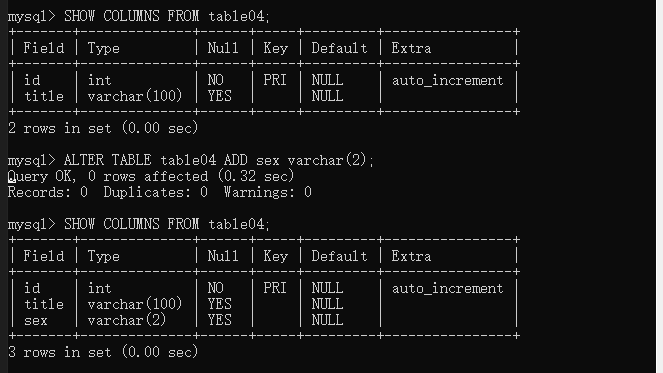 mysql> SHOW COLUMNS FROM table04;
+-------+--------------+------+-----+---------+----------------+
| Field | Type         | Null | Key | Default | Extra          |
+-------+--------------+------+-----+---------+----------------+
| id    | int          | NO   | PRI | NULL    | auto_increment |
| title | varchar(100) | YES  |     | NULL    |                |
+-------+--------------+------+-----+---------+----------------+
2 rows in set (0.00 sec)
mysql> ALTER TABLE table04 ADD sex varchar(2);
Query OK, 0 rows affected (0.32 sec)
Records: 0  Duplicates: 0  Warnings: 0
mysql> SHOW COLUMNS FROM table04;
+-------+--------------+------+-----+---------+----------------+
| Field | Type         | Null | Key | Default | Extra          |
+-------+--------------+------+-----+---------+----------------+
| id    | int          | NO   | PRI | NULL    | auto_increment |
| title | varchar(100) | YES  |     | NULL    |                |
| sex   | varchar(2)   | YES  |     | NULL    |                |
+-------+--------------+------+-----+---------+----------------+
3 rows in set (0.00 sec)